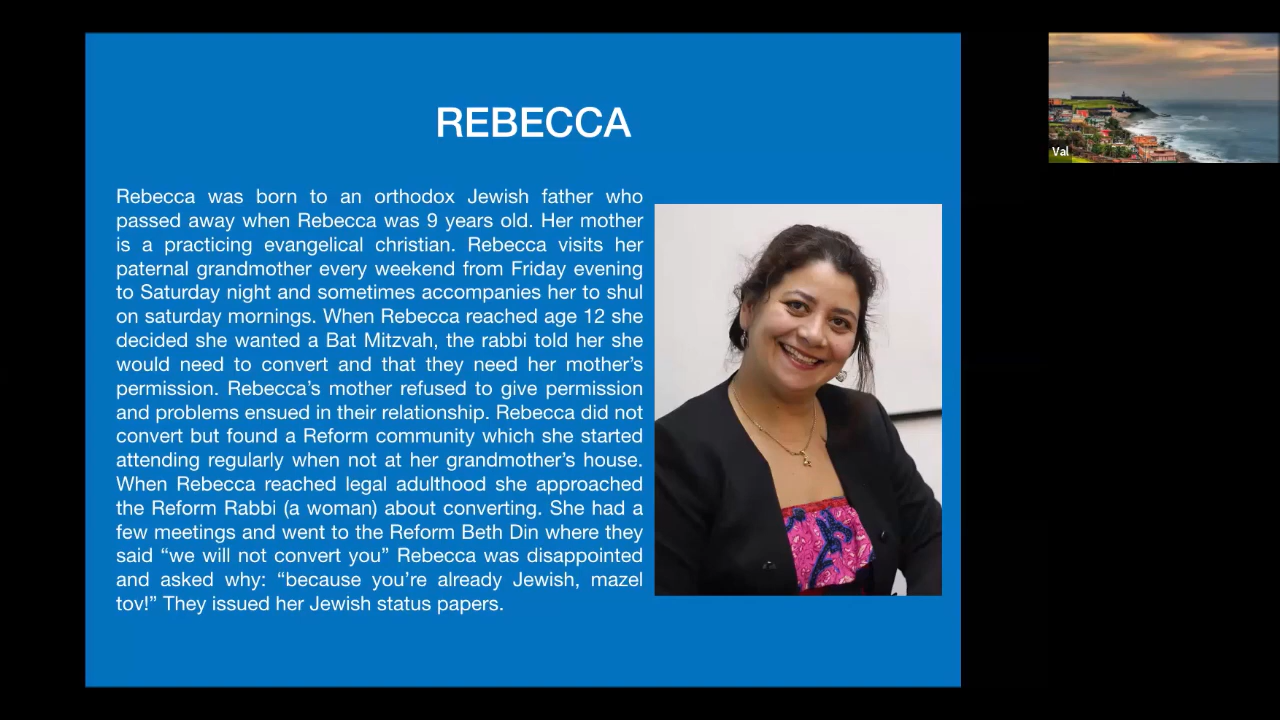 REBECCA
Rebecca was born to an orthodox Jewish father who
passed away when Rebecca was 9 years old. Her mother
is a practicing evangelical christian. Rebecca visits her
paternal grandmother every weekend from Friday evening
to Saturday night and sometimes accompanies her to shul
on saturday mornings. When Rebecca reached age 12 she
decided she wanted a Bat Mitzvah, the rabbi told her she
would need to convert and that they need her mother’s
permission. Rebecca’s mother refused to give permission
and problems ensued in their relationship. Rebecca did not
convert but found a Reform community which she started
attending regularly when not at her grandmother’s house.
When Rebecca reached legal adulthood she approached
the Reform Rabbi (a woman) about converting. She had a
few meetings and went to the Reform Beth Din where they
said “we will not convert you” Rebecca was disappointed
and asked why: “because you’re already Jewish, mazel
tov!” They issued her Jewish status papers.
Val